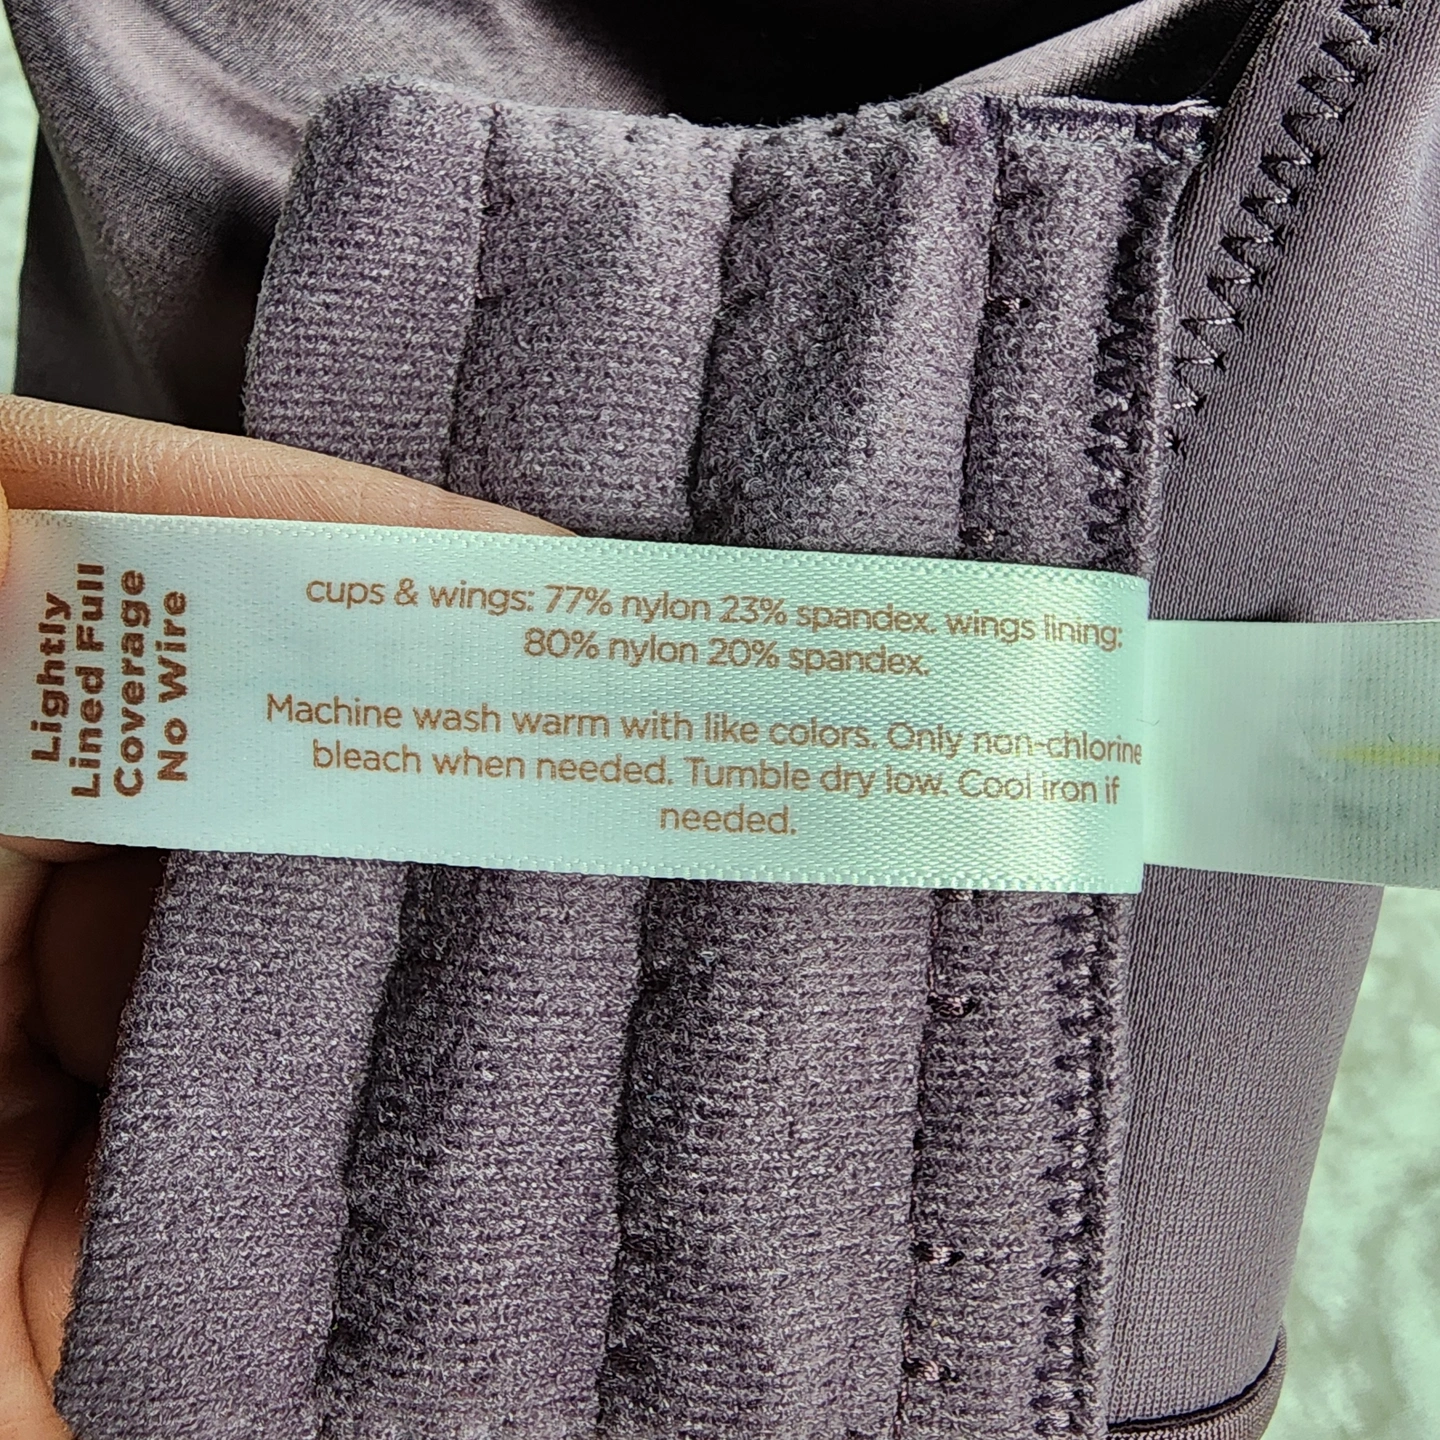 Lightly
Lined Full
Coverage
No Wire
cups & wings: 77% nylon 23% spandex. wings lining:
80% nylon 20% spandex.
Machine wash warm with like colors. Only non-chlorine
bleach when needed. Tumble dry low. Cool iron if
needed.